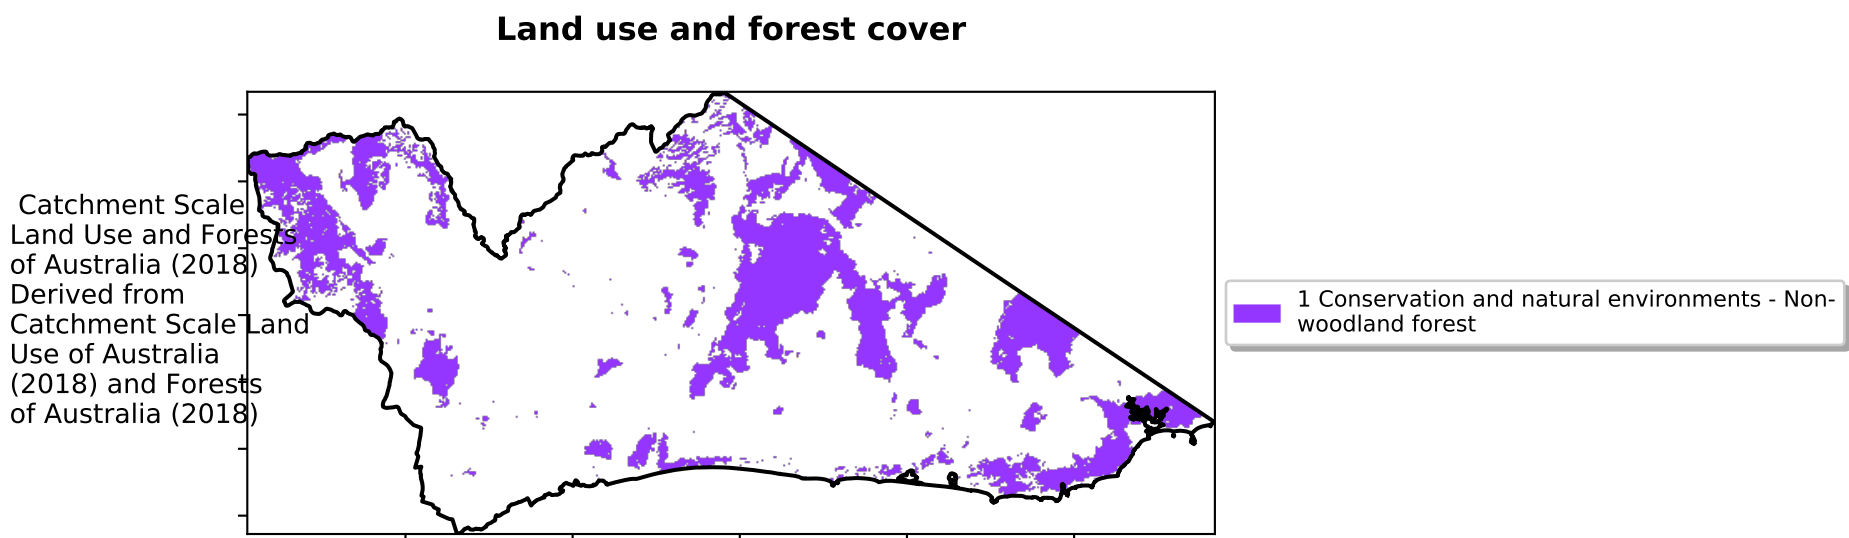 Land use and forest cover
Catchment Scale
Land Use and Forests
of Australia (2018)
Derived from
Catchment Scale Land
Use of Australia
(2018) and Forests
of Australia (2018)
1 Conservation and natural environments - Non-
woodland forest